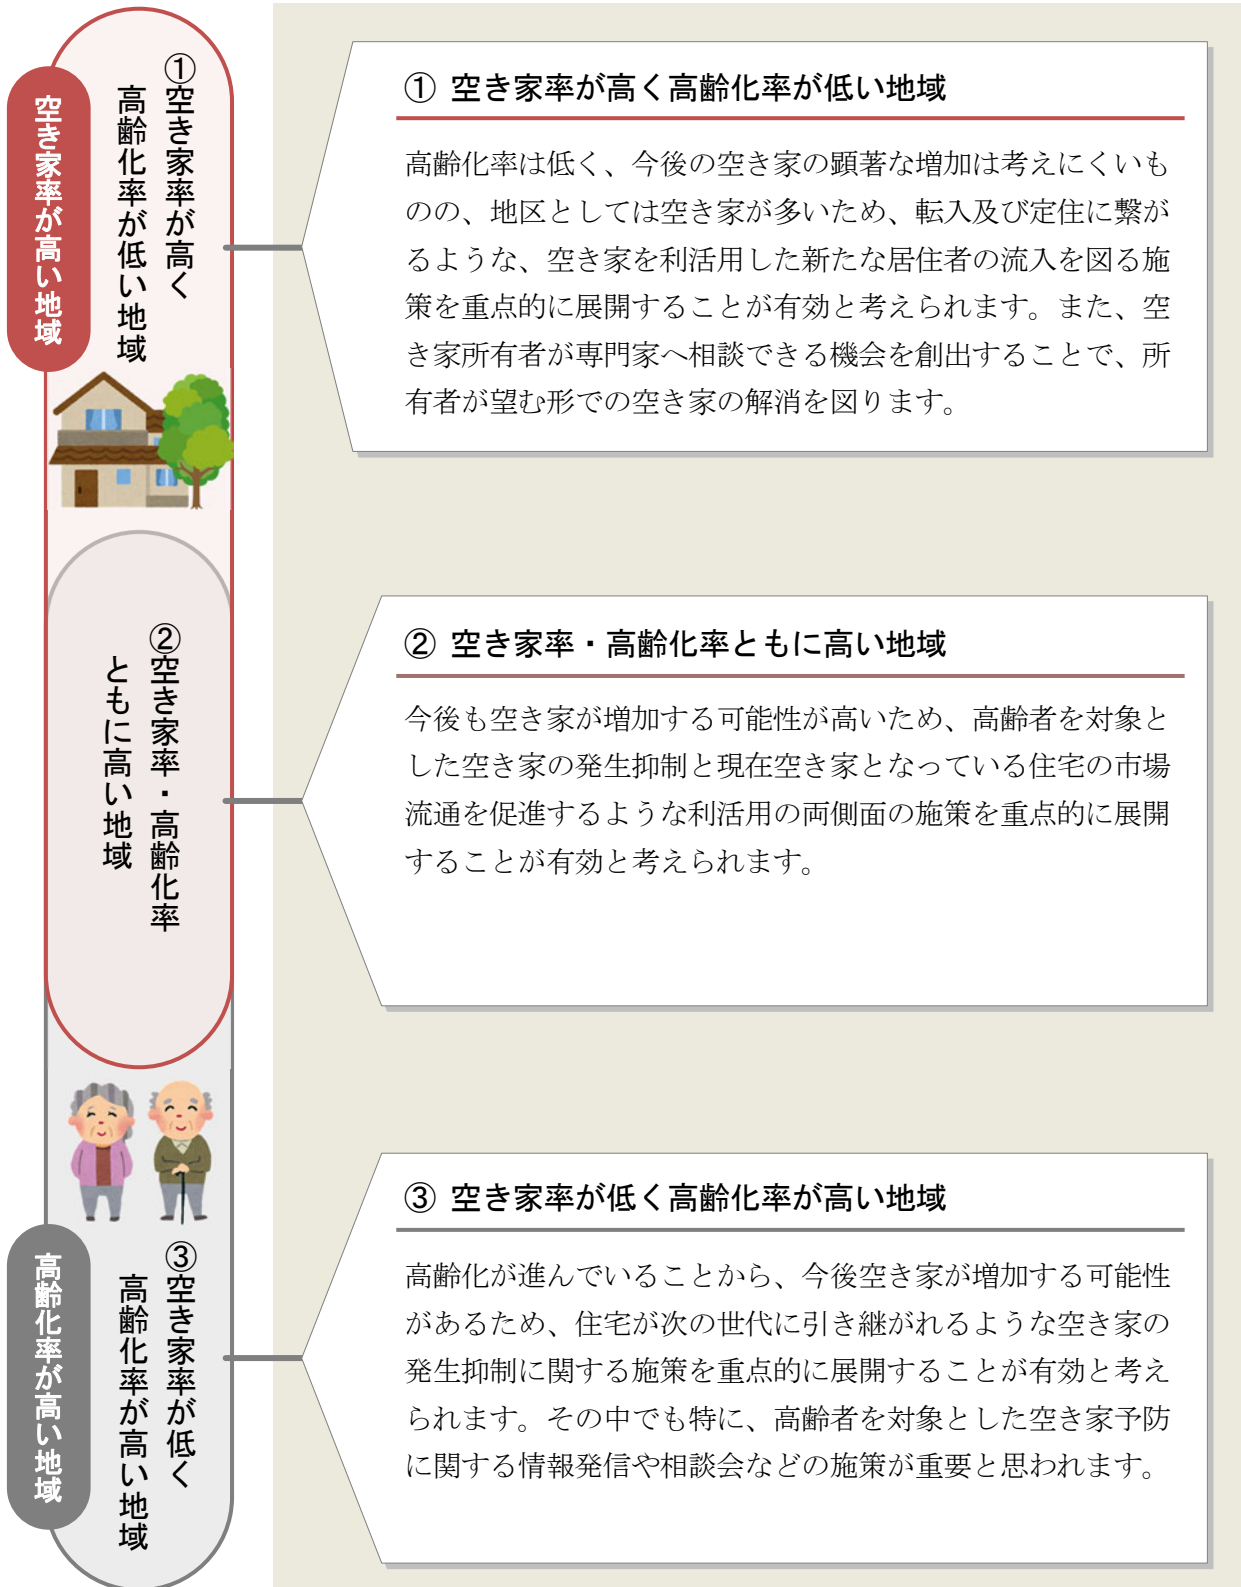 空き家率が高い地域
①空き家率が高く
高齢化率が低い地域
① 空き家率が高く高齢化率が低い地域
高齢化率は低く、今後の空き家の顕著な増加は考えにくいも
のの、地区としては空き家が多いため、転入及び定住に繋が
るような、空き家を利活用した新たな居住者の流入を図る施
策を重点的に展開することが有効と考えられます。また、空
き家所有者が専門家へ相談できる機会を創出することで、所
有者が望む形での空き家の解消を図ります。
②空き家率・高齢化率
ともに高い地域
② 空き家率・高齢化率ともに高い地域
今後も空き家が増加する可能性が高いため、高齢者を対象と
した空き家の発生抑制と現在空き家となっている住宅の市場
流通を促進するような利活用の両側面の施策を重点的に展開
することが有効と考えられます。
高齢化率が高い地域
③空き家率が低く
高齢化率が高い地域
③ 空き家率が低く高齢化率が高い地域
高齢化が進んでいることから、今後空き家が増加する可能性
があるため、住宅が次の世代に引き継がれるような空き家の
発生抑制に関する施策を重点的に展開することが有効と考え
られます。その中でも特に、高齢者を対象とした空き家予防
に関する情報発信や相談会などの施策が重要と思われます。